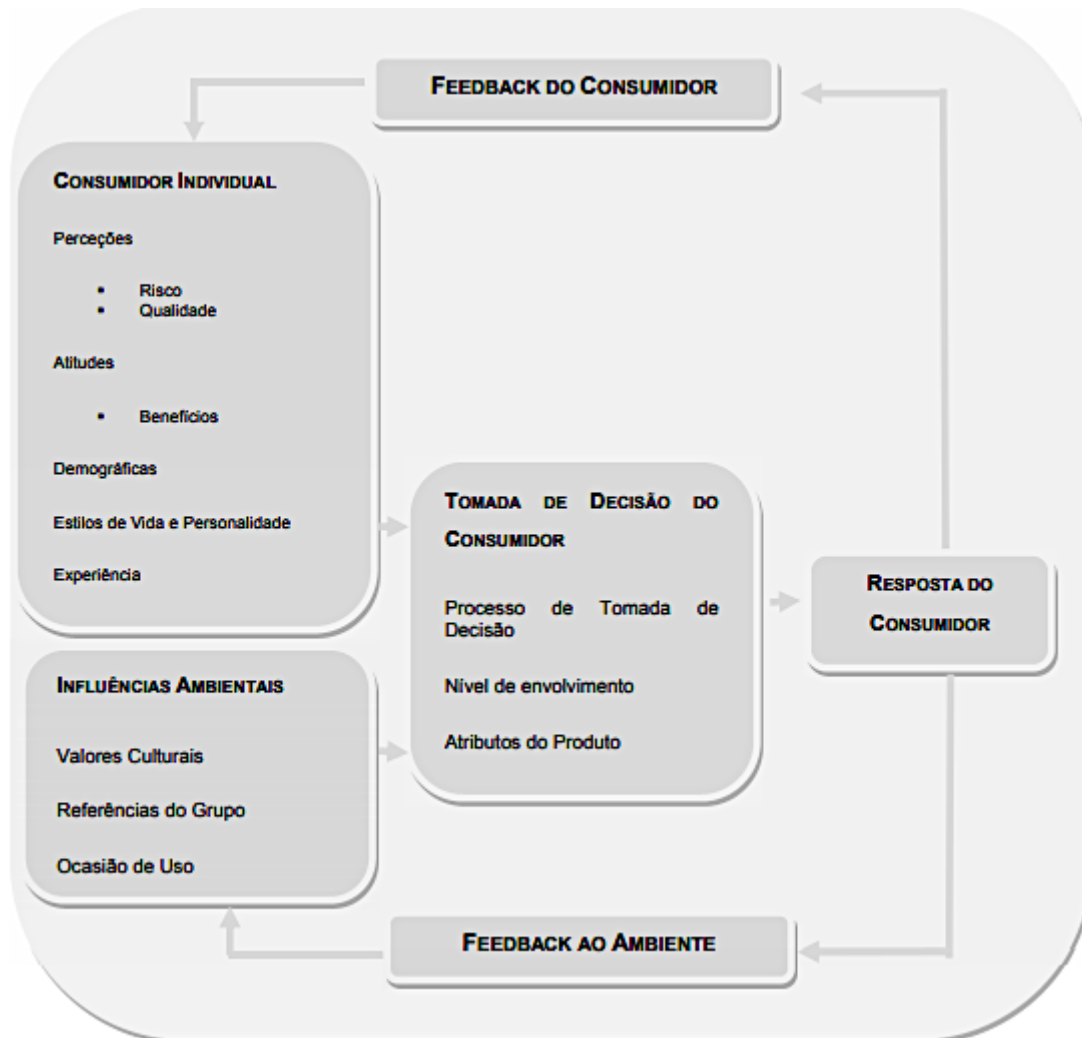 FEEDBACK DO CONSUMIDOR
CONSUMIDOR INDIVIDUAL
Perceções
• Risco
• Qualidade
Atitudes
• Benefícios
Demográficas
Estilos de Vida e Personalidade
Experiência
TOMADA DE DECISÃO DO
CONSUMIDOR
Processo de Tomada de
Decisão
Nível de envolvimento
Atributos do Produto
RESPOSTA DO
CONSUMIDOR
INFLUÊNCIAS AMBIENTAIS
Valores Culturais
Referências do Grupo
Ocasião de Uso
FEEDBACK AO AMBIENTE